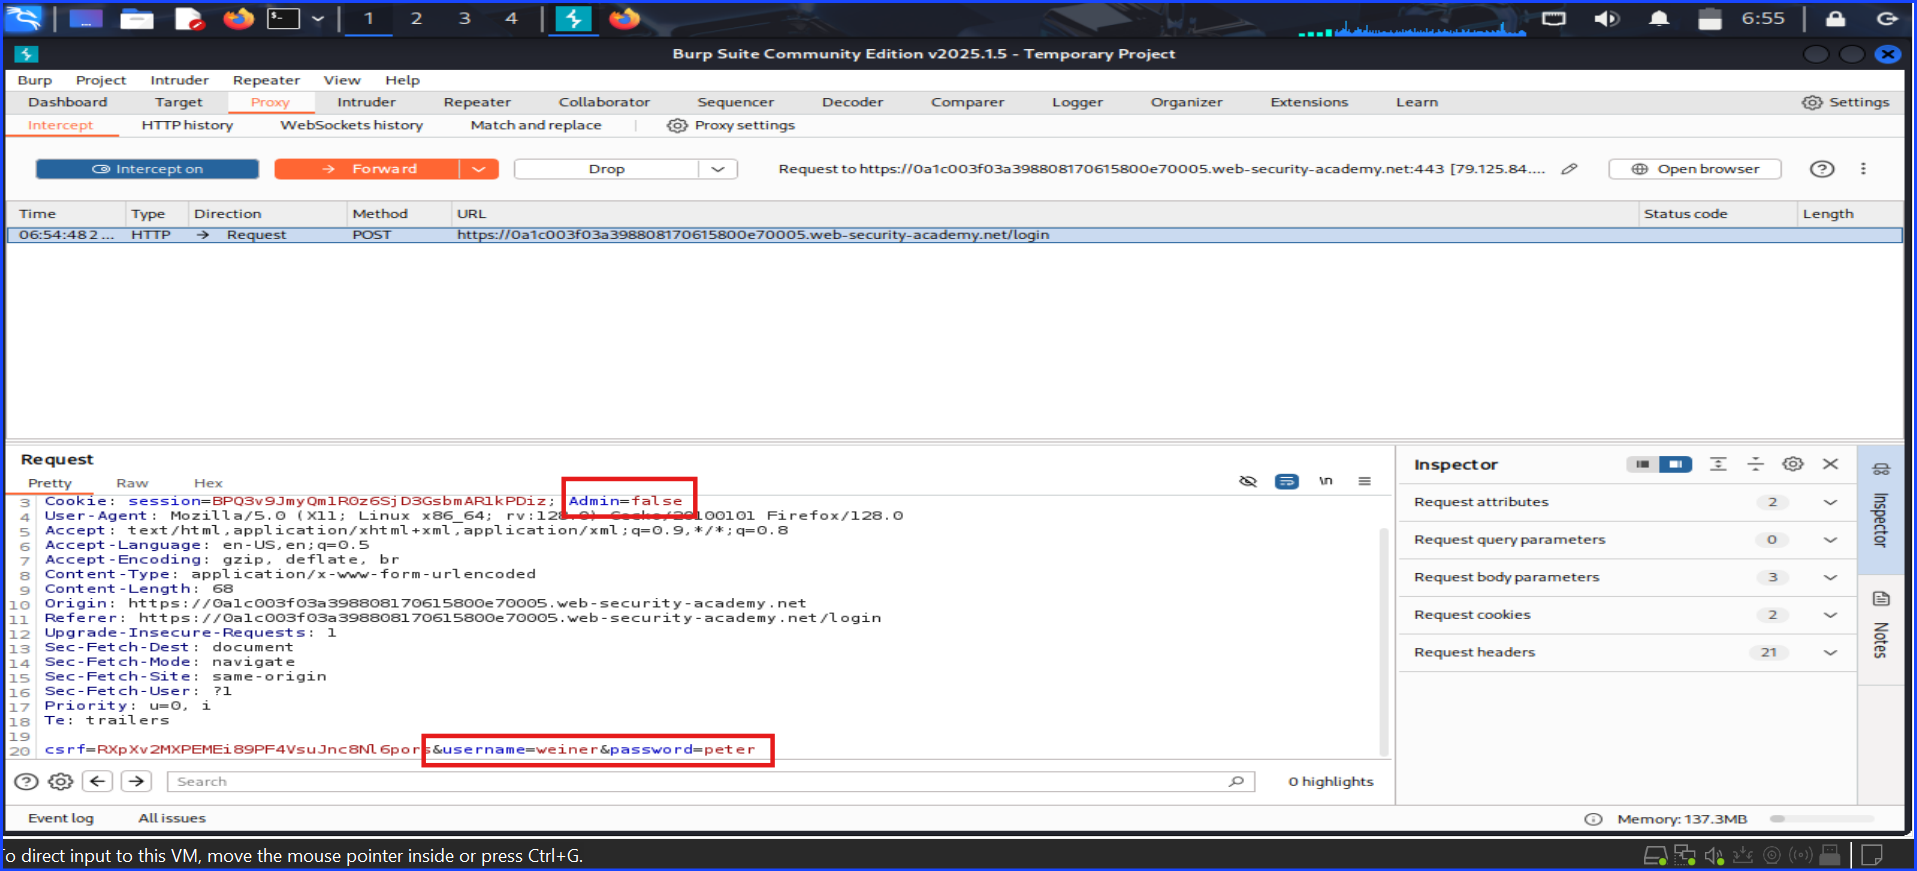 1 2 3 4 6:55
Burp Suite Community Edition v2025.1.5 - Temporary Project
Burp Project Intruder Repeater View Help
Dashboard Target Proxy Intruder Repeater Collaborator Sequencer Decoder Comparer Logger Organizer Extensions Learn Settings
Intercept HTTP history WebSockets history Match and replace Proxy settings
Intercept on Forward Drop Request to https://0a1c003f03a398808170615800e70005.web-security-academy.net:443 [79.125.84.... Open browser
Time Type Direction Method URL Status code Length
06:54:48 2 ... HTTP → Request POST https://0a1c003f03a398808170615800e70005.web-security-academy.net/login
Request
Pretty Raw Hex \n
3 Cookie: session=BPQ3v9JmyQm1R0z6SjD3GsbmAR1kPDiz; Admin=false
4 User-Agent: Mozilla/5.0 (X11; Linux x86_64; rv:128.0) Gecko/20100101 Firefox/128.0
5 Accept: text/html,application/xhtml+xml,application/xml;q=0.9,*/*;q=0.8
6 Accept-Language: en-US,en;q=0.5
7 Accept-Encoding: gzip, deflate, br
8 Content-Type: application/x-www-form-urlencoded
9 Content-Length: 68
10 Origin: https://0a1c003f03a398808170615800e70005.web-security-academy.net
11 Referer: https://0a1c003f03a398808170615800e70005.web-security-academy.net/login
12 Upgrade-Insecure-Requests: 1
13 Sec-Fetch-Dest: document
14 Sec-Fetch-Mode: navigate
15 Sec-Fetch-Site: same-origin
16 Sec-Fetch-User: ?1
17 Priority: u=0, i
18 Te: trailers
19
20 csrf=RXpXv2MXPEMEi89PF4VsuJnc8Nl6pors&username=weiner&password=peter
Search 0 highlights
Inspector
Request attributes 2
Request query parameters 0
Request body parameters 3
Request cookies 2
Request headers 21
Inspector
Notes
Event log All issues Memory: 137.3MB
To direct input to this VM, move the mouse pointer inside or press Ctrl+G.